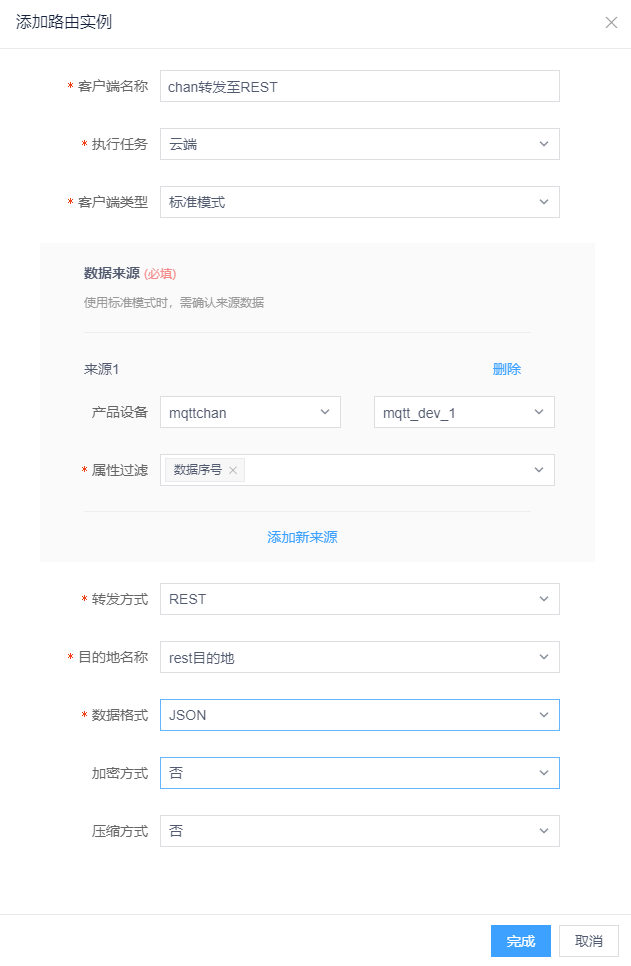 添加路由实例
* 客户端名称 chan转发至REST
* 执行任务 云端
* 客户端类型 标准模式
数据来源 (必填)
使用标准模式时，需确认来源数据
来源1 删除
产品设备 mqttchan mqtt_dev_1
* 属性过滤 数据序号
添加新来源
* 转发方式 REST
* 目的地名称 rest目的地
* 数据格式 JSON
加密方式 否
压缩方式 否
完成 取消